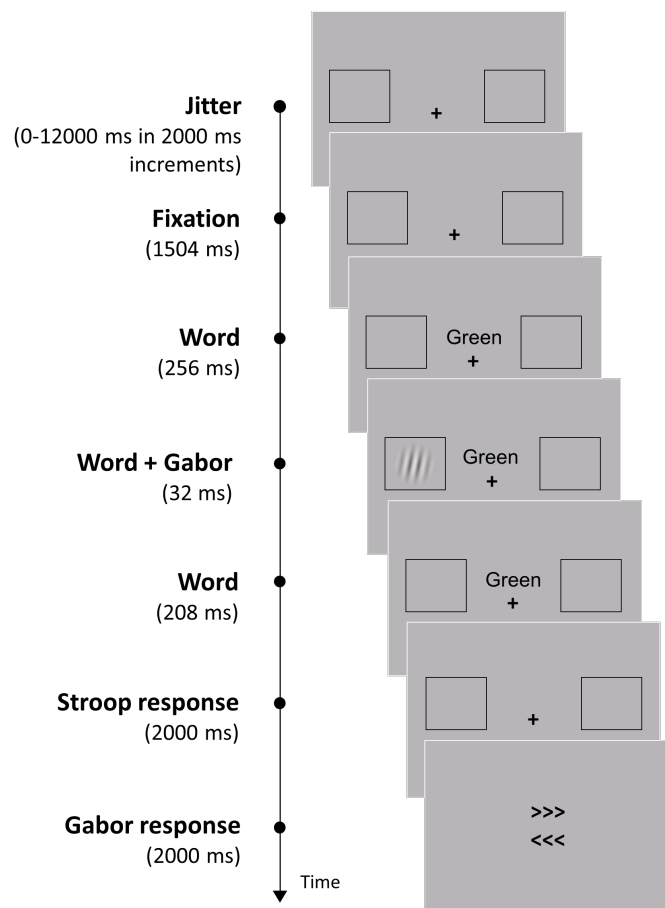 Jitter
(0-12000 ms in 2000 ms
increments)
+
Fixation
(1504 ms)
+
Word
(256 ms)
Green
+
Word + Gabor
(32 ms)
Green
+
Word
(208 ms)
Green
+
Stroop response
(2000 ms)
+
Gabor response
(2000 ms)
>>>
<<<
Time